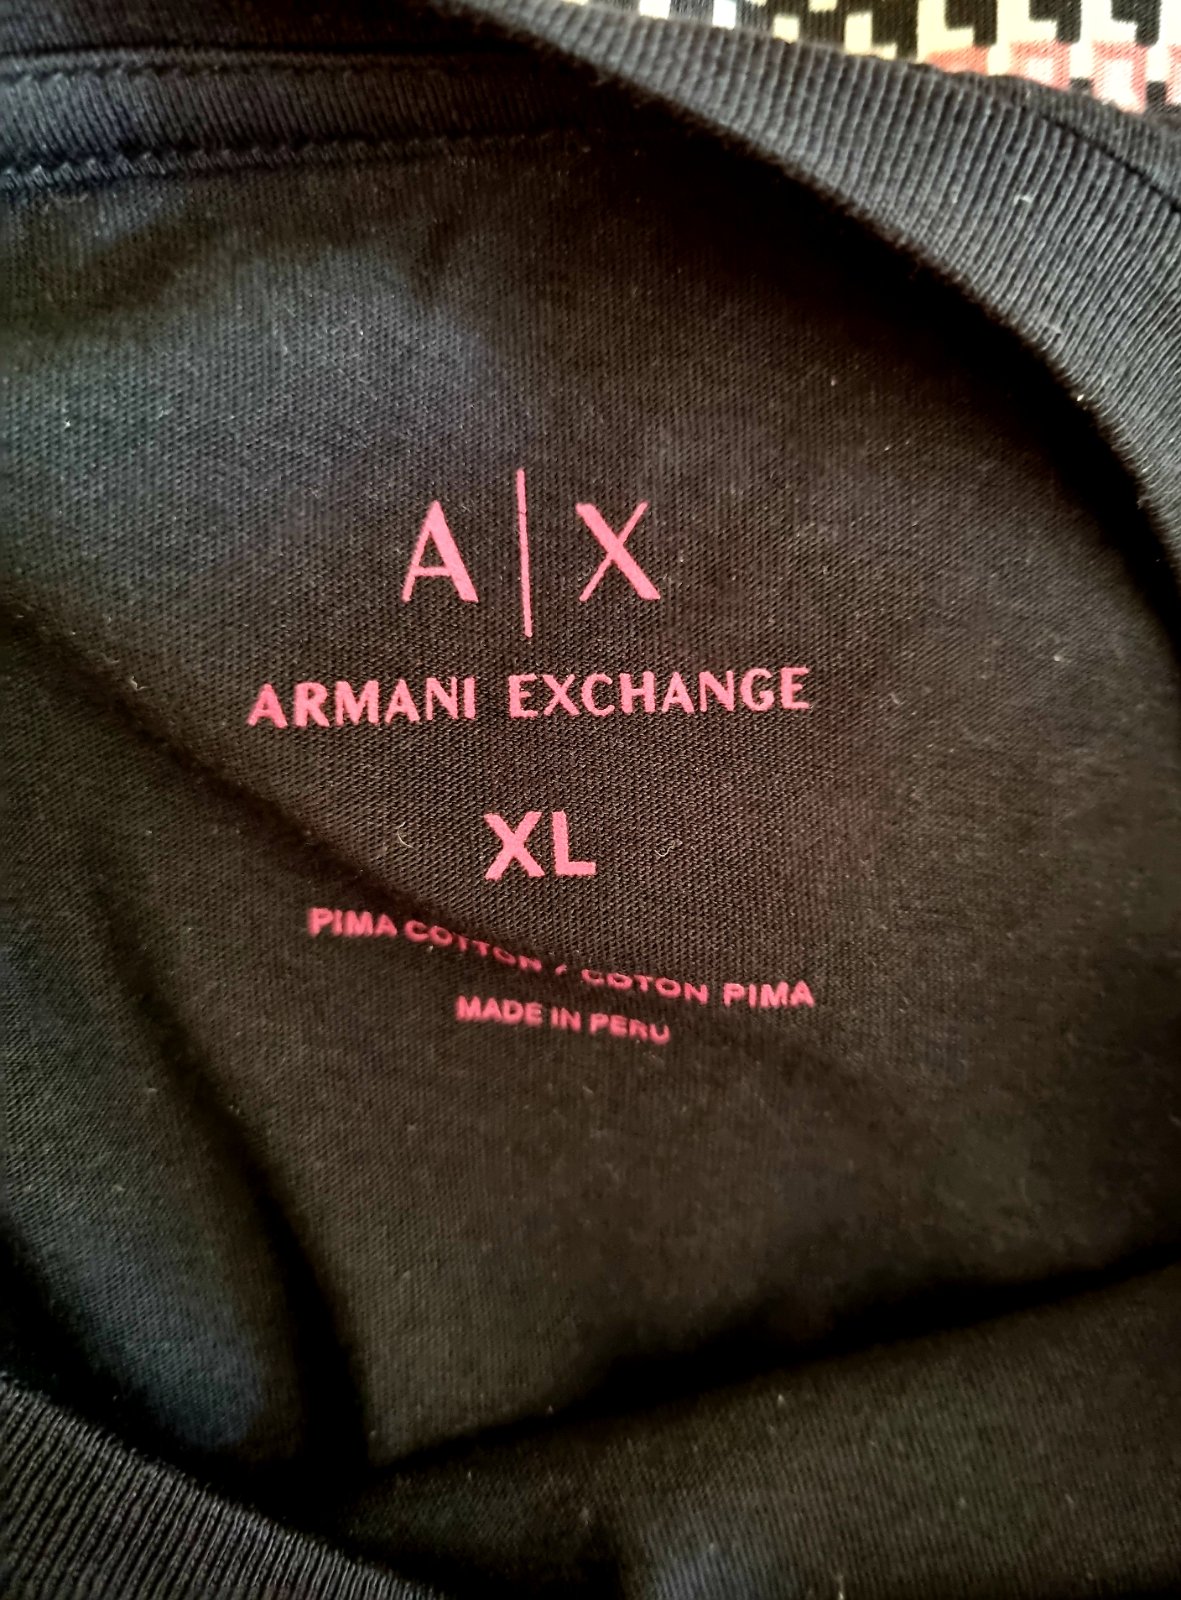 A|X
ARMANI EXCHANGE
XL
PIMA COTTON / COTON PIMA
MADE IN PERU